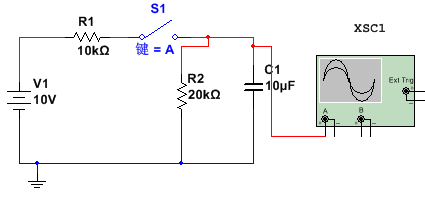 S1
XSC1
R1
10kΩ
键 = A
Ext Trig
V1
10V
R2
20kΩ
C1
10µF
A
B